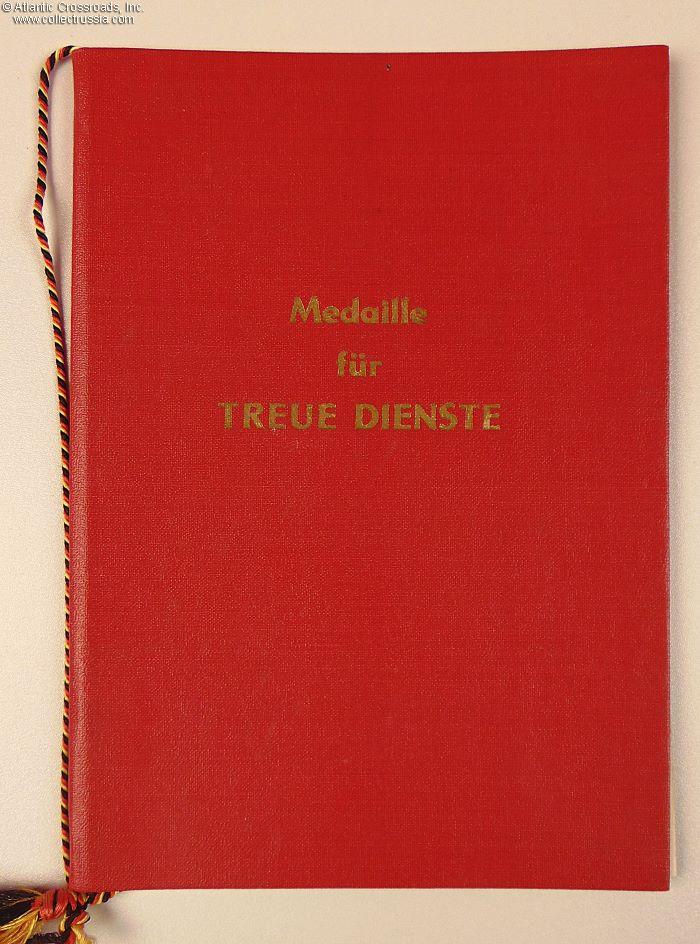 © Atlantic Crossroads, Inc.
www.collectrussia.com
Medaille
für
TREUE DIENSTE